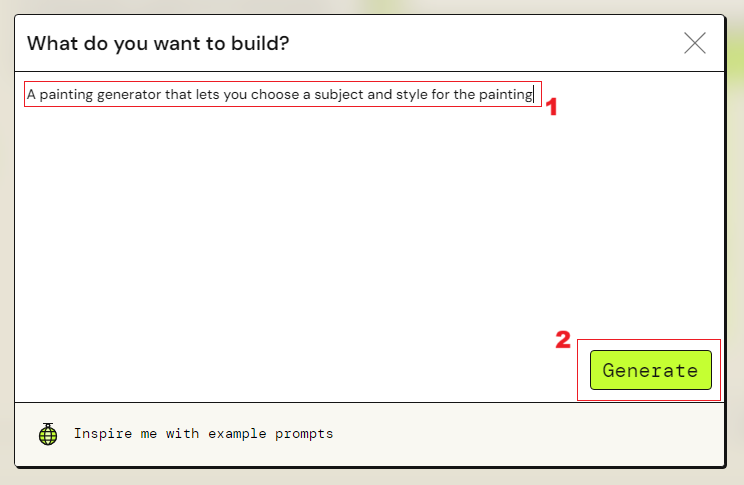 What do you want to build?
A painting generator that lets you choose a subject and style for the painting
1
2
Generate
Inspire me with example prompts